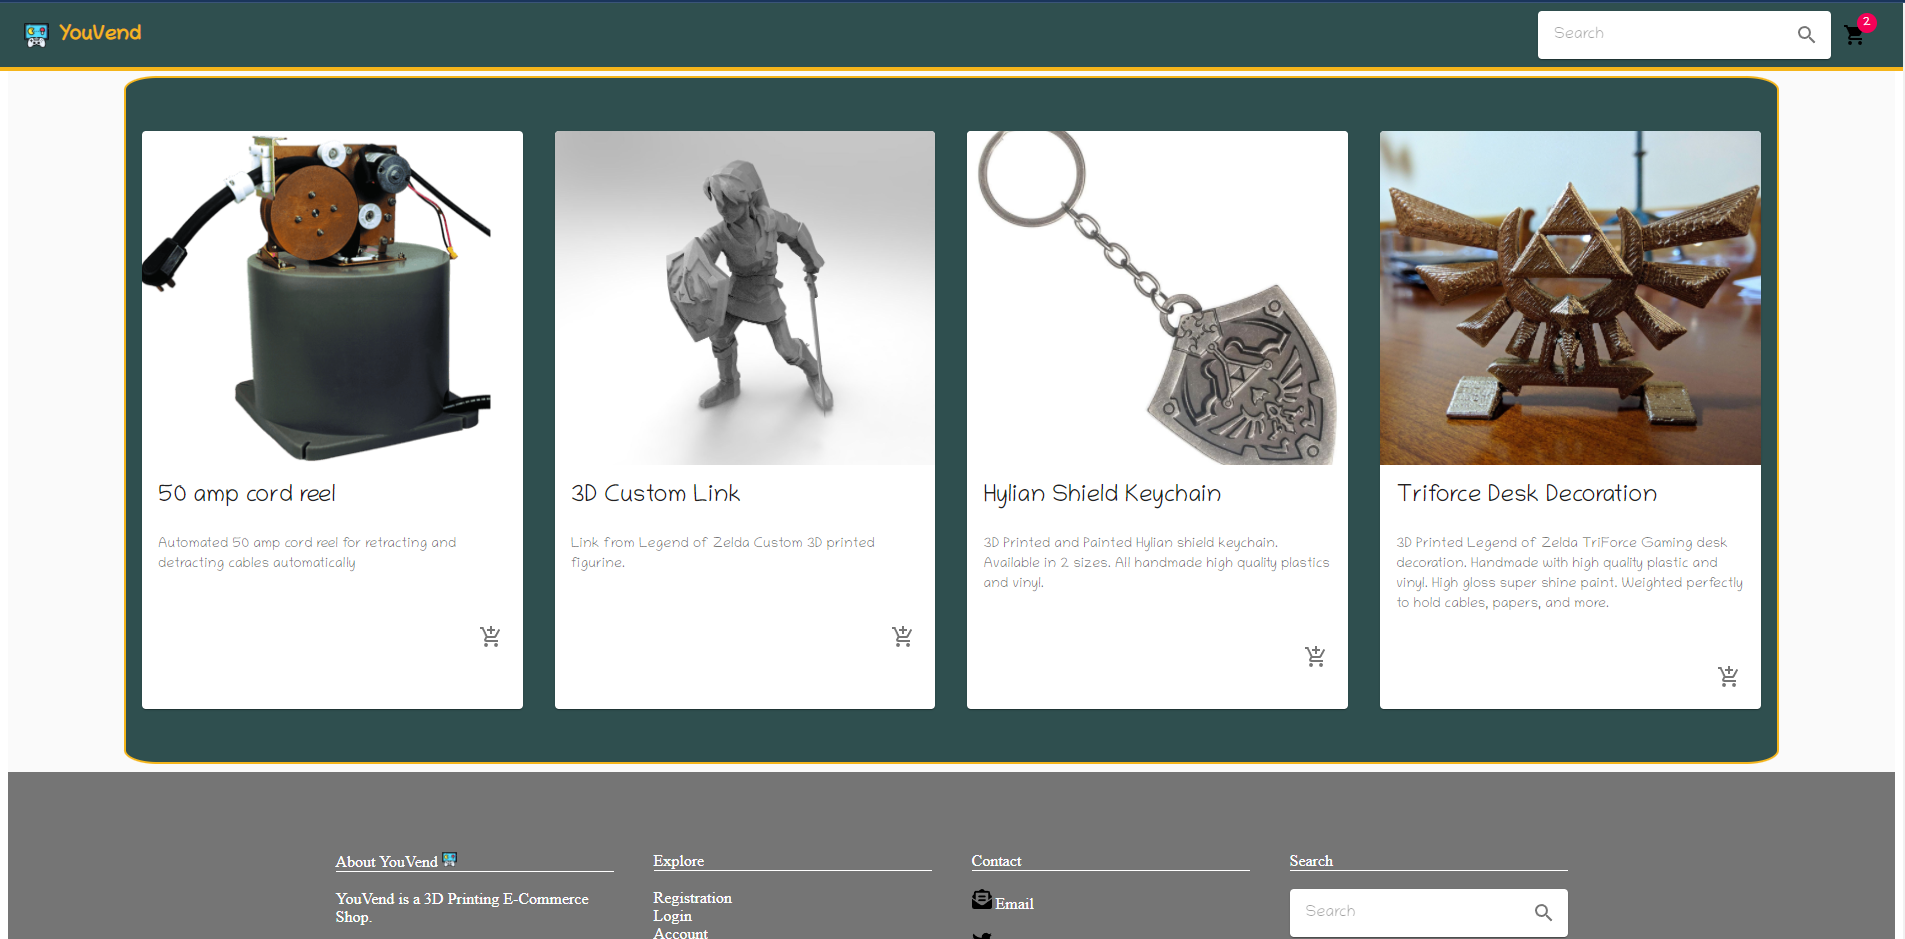 YouVend
Search
2
50 amp cord reel
Automated 50 amp cord reel for retracting and
detracting cables automatically
3D Custom Link
Link from Legend of Zelda Custom 3D printed
figurine.
Hylian Shield Keychain
3D Printed and Painted Hylian shield keychain.
Available in 2 sizes. All handmade high quality plastics
and vinyl.
Triforce Desk Decoration
3D Printed Legend of Zelda TriForce Gaming desk
decoration. Handmade with high quality plastic and
vinyl. High gloss super shine paint. Weighted perfectly
to hold cables, papers, and more.
About YouVend
YouVend is a 3D Printing E-Commerce
Shop.
Explore
Registration
Login
Account
Contact
Email
Search
Search